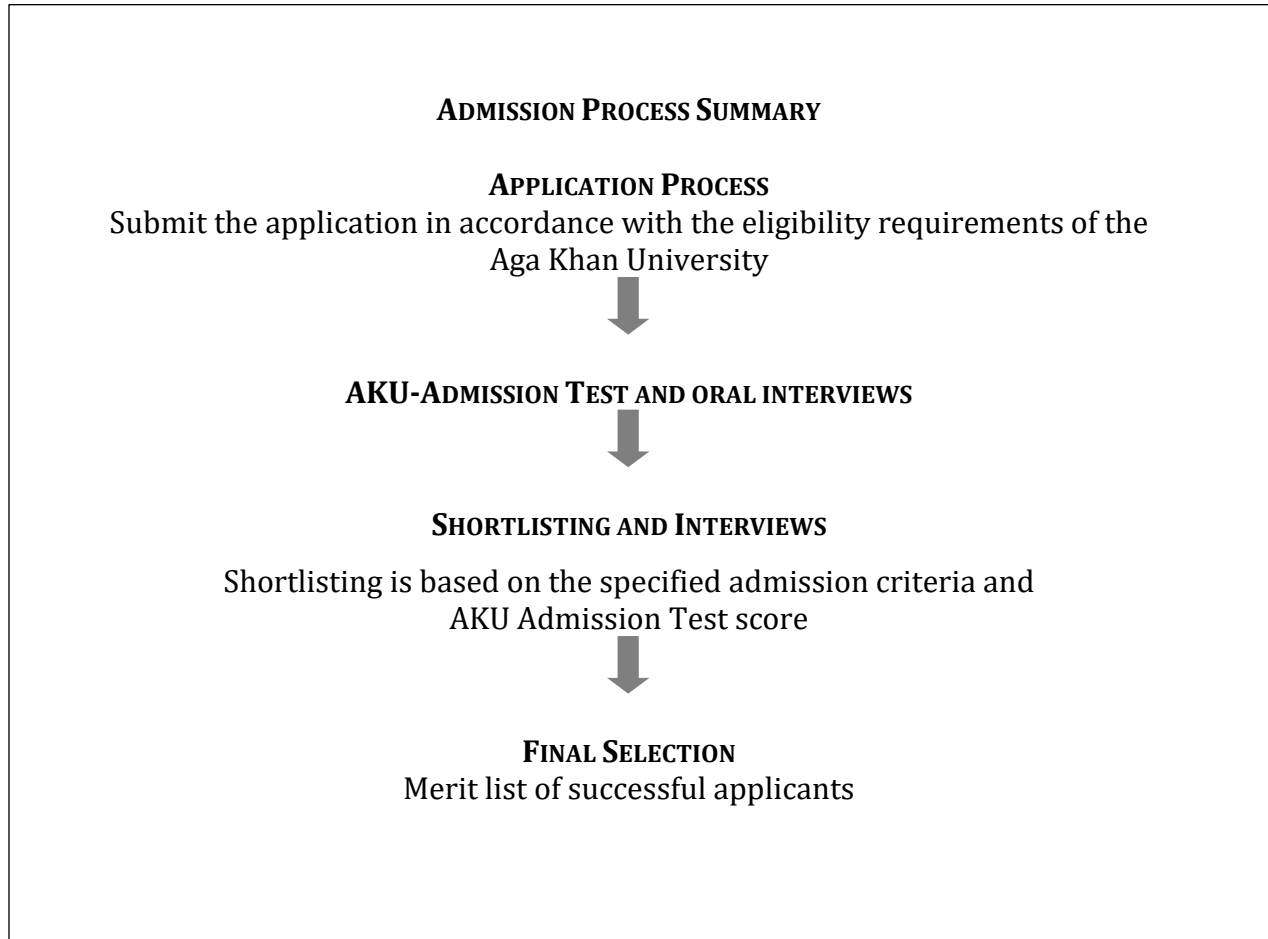 ADMISSION PROCESS SUMMARY
APPLICATION PROCESS
Submit the application in accordance with the eligibility requirements of the
Aga Khan University
AKU-ADMISSION TEST AND ORAL INTERVIEWS
SHORTLISTING AND INTERVIEWS
Shortlisting is based on the specified admission criteria and
AKU Admission Test score
FINAL SELECTION
Merit list of successful applicants